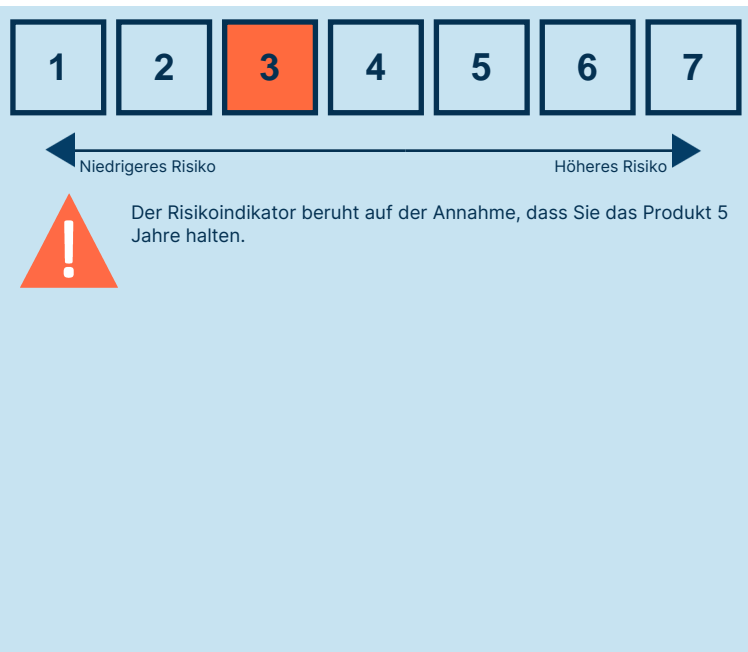 1 2 3 4 5 6 7
Niedrigeres Risiko Höheres Risiko
Der Risikoindikator beruht auf der Annahme, dass Sie das Produkt 5
Jahre halten.